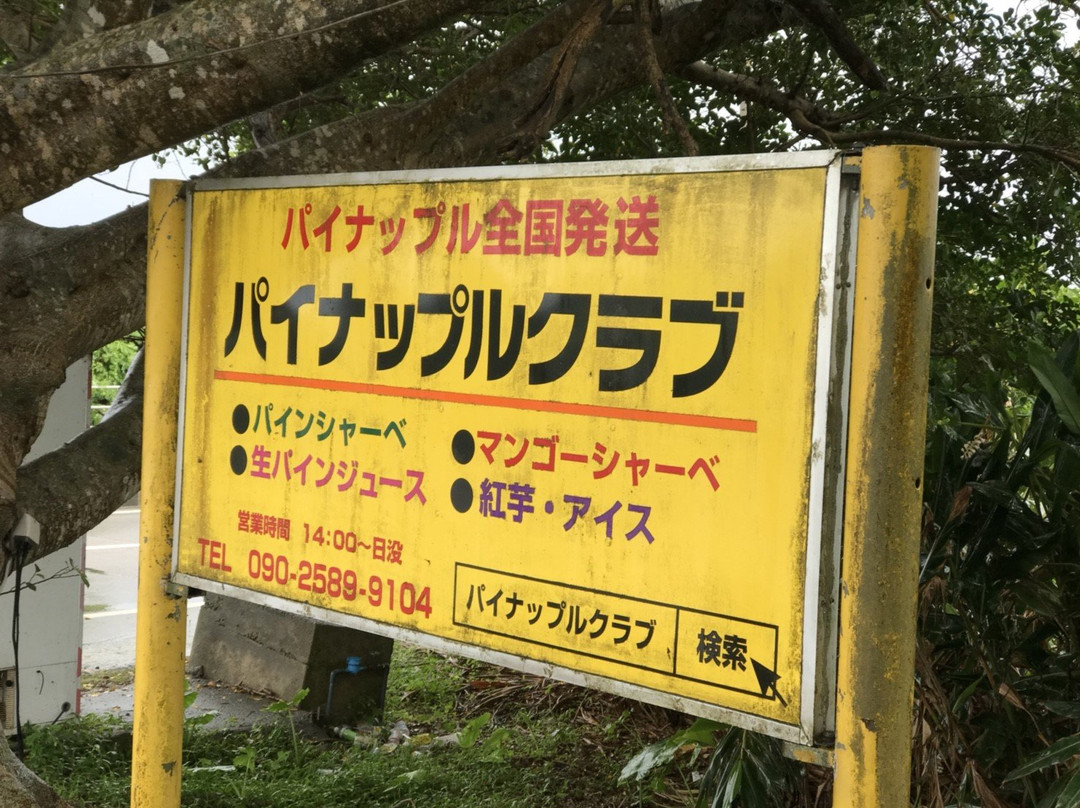 パイナップル全国発送
パイナップルクラブ
●パインシャーベ ●マンゴーシャーベ
●生パインジュース ●紅芋・アイス
営業時間 14:00〜日没
TEL 090-2589-9104
パイナップルクラブ 検索